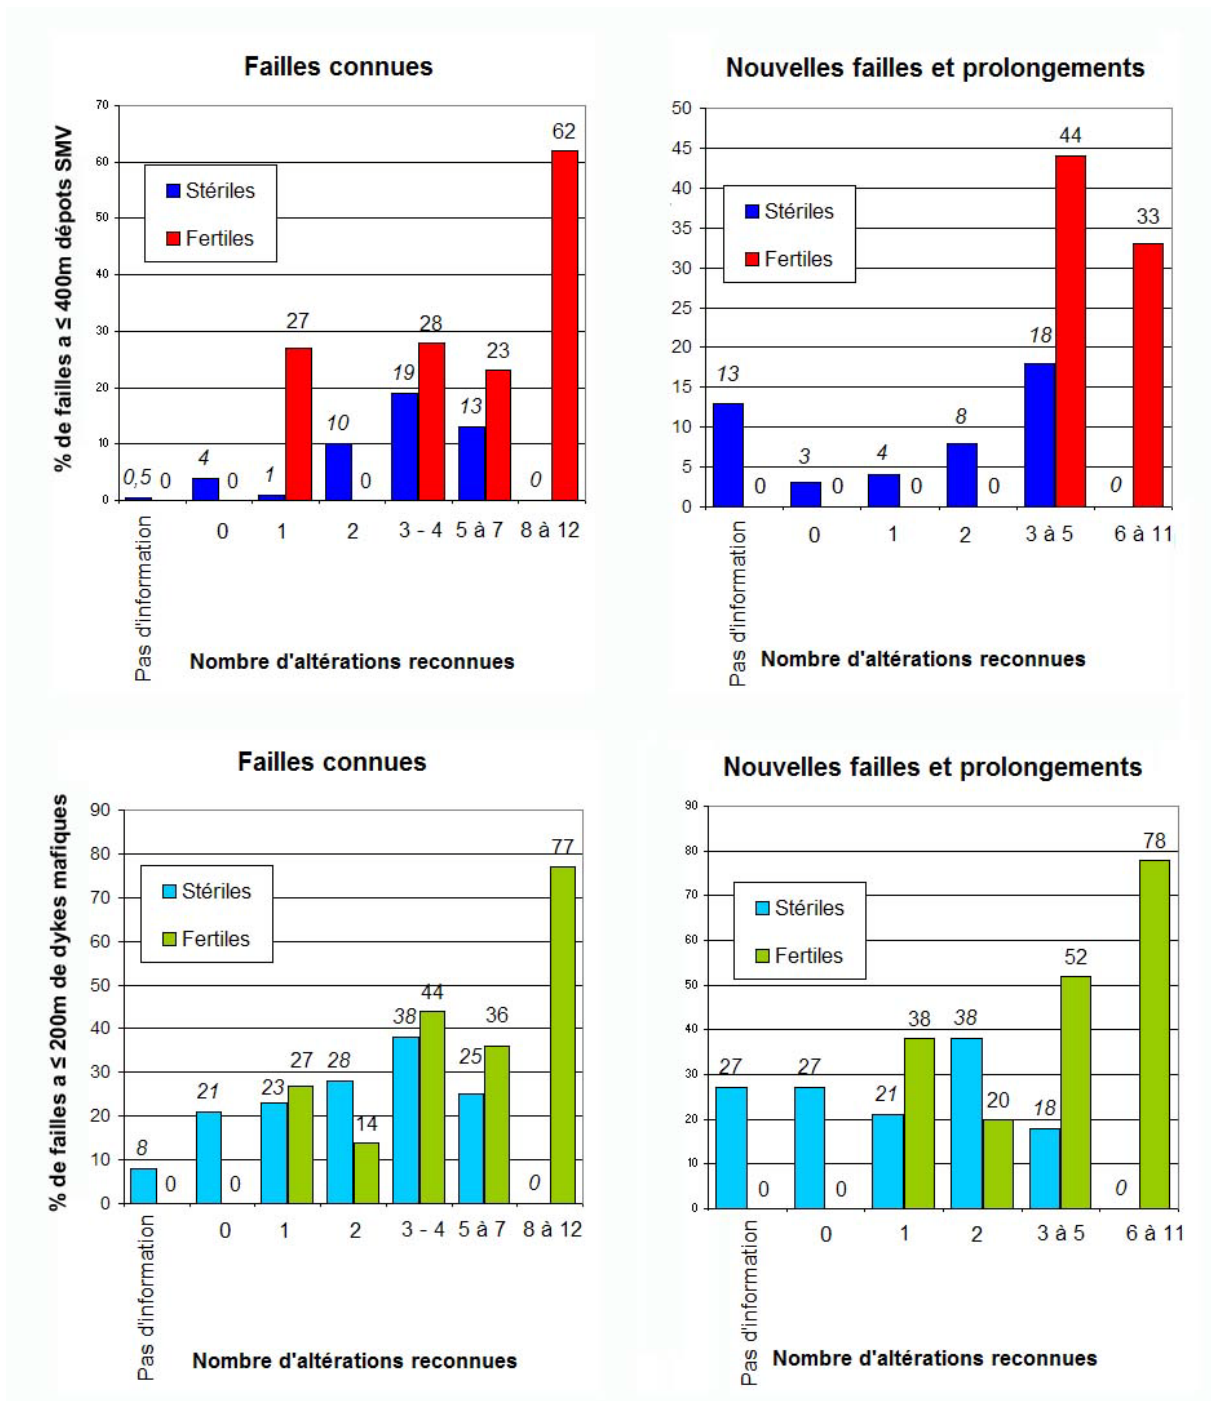 Failles connues
% de failles a ≤ 400m dépots SMV
70
60
50
40
30
20
10
0
Stériles
Fertiles
0,5 0 4 0 1 27 10 0 19 28 13 23 0 62
Pas d'information 0 1 2 3 - 4 5 à 7 8 à 12
Nombre d'altérations reconnues
Nouvelles failles et prolongements
50
45
40
35
30
25
20
15
10
5
0
Stériles
Fertiles
13 0 3 0 4 0 8 0 18 44 0 33
Pas d'information 0 1 2 3 à 5 6 à 11
Nombre d'altérations reconnues
Failles connues
% de failles a ≤ 200m de dykes mafiques
90
80
70
60
50
40
30
20
10
0
Stériles
Fertiles
8 0 21 0 23 27 28 14 38 44 25 36 0 77
Pas d'information 0 1 2 3 - 4 5 à 7 8 à 12
Nombre d'altérations reconnues
Nouvelles failles et prolongements
90
80
70
60
50
40
30
20
10
0
Stériles
Fertiles
27 0 27 0 21 38 38 20 18 52 0 78
Pas d'information 0 1 2 3 à 5 6 à 11
Nombre d'altérations reconnues